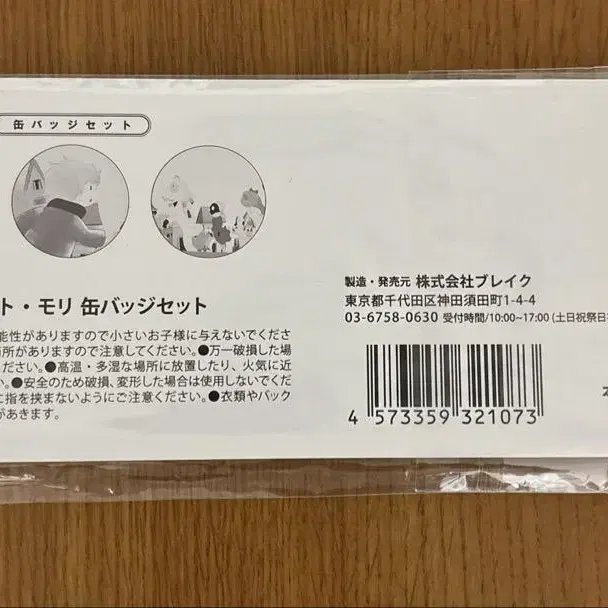 缶バッジセット
ト・モリ 缶バッジセット
能性がありますので小さいお子様に与えないでくださ
箇所がありますので注意してください。●万一破損した場
ださい。●高温・多湿な場所に放置したり、火気に近
い。●安全のため破損、変形した場合は使用しないでくだ
に指を挟まないようにご注意ください。●衣類やバック
があきます。
製造・発売元 株式会社ブレイク
東京都千代田区神田須田町1-4-4
03-6758-0630 受付時間/10:00~17:00 (土日祝祭日
4 573359 321073